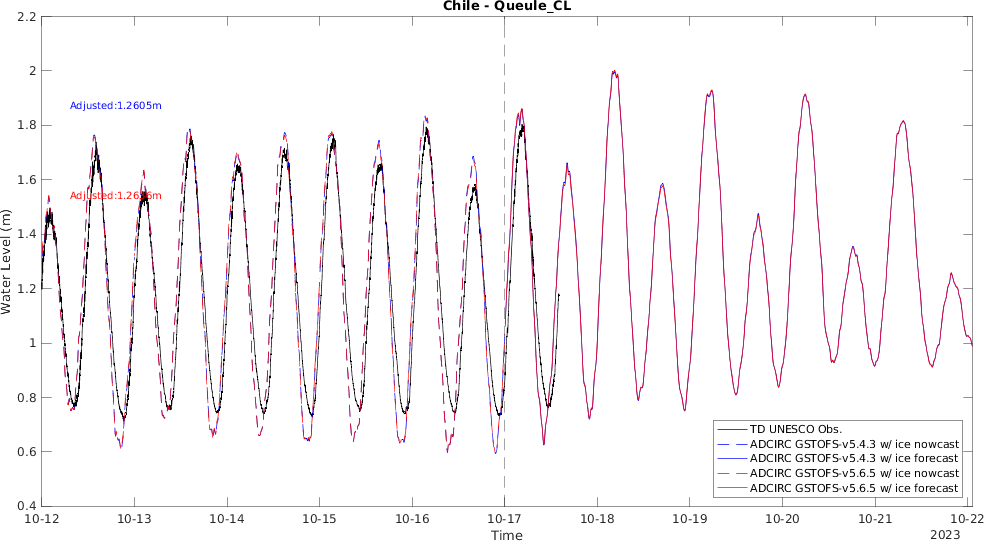 Chile - Queule_CL
2.2
2
1.8
1.6
1.4
1.2
1
0.8
0.6
0.4
Water Level (m)
Adjusted:1.2605m
TD UNESCO Obs.
ADCIRC GSTOFS-v5.4.3 w/ ice nowcast
ADCIRC GSTOFS-v5.4.3 w/ ice forecast
ADCIRC GSTOFS-v5.6.5 w/ ice nowcast
ADCIRC GSTOFS-v5.6.5 w/ ice forecast
10-12 10-13 10-14 10-15 10-16 10-17 10-18 10-19 10-20 10-21 10-22
Time
2023